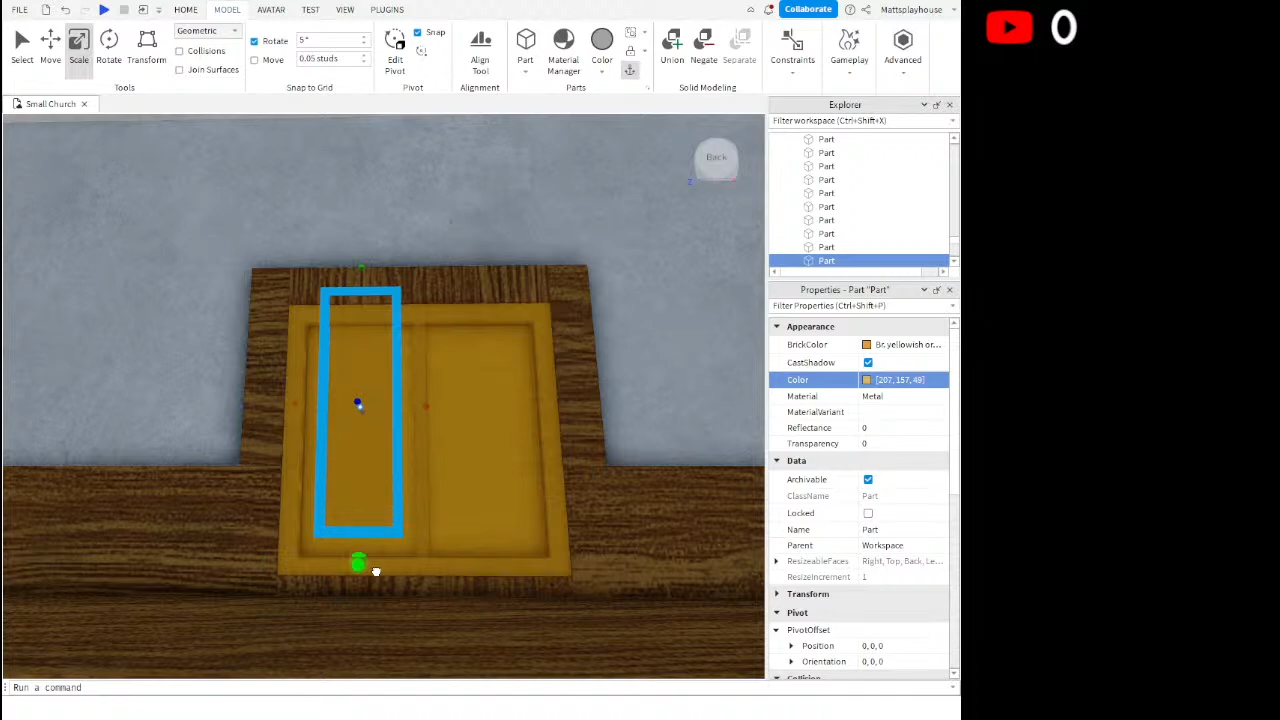 FILE
HOME
MODEL
AVATAR
TEST
VIEW
PLUGINS
Collaborate
Mattsplayhouse
Select
Move
Scale
Rotate
Transform
Geometric
Collisions
Join Surfaces
Tools
Rotate
5°
Move
0.05 studs
Snap to Grid
Edit
Pivot
Snap
Pivot
Align
Tool
Alignment
Part
Material
Manager
Color
Parts
Union
Negate
Separate
Solid Modeling
Constraints
Gameplay
Advanced
0
Small Church
Back
z
Explorer
Filter workspace (Ctrl+Shift+X)
Part
Part
Part
Part
Part
Part
Part
Part
Part
Part
Properties - Part "Part"
Filter Properties (Ctrl+Shift+P)
Appearance
BrickColor Br. yellowish or...
CastShadow
Color [207, 157, 49]
Material Metal
MaterialVariant
Reflectance 0
Transparency 0
Data
Archivable
ClassName Part
Locked
Name Part
Parent Workspace
ResizeableFaces Right, Top, Back, Le...
ResizeIncrement 1
Transform
Pivot
PivotOffset
Position 0, 0, 0
Orientation 0, 0, 0
Collision
Run a command